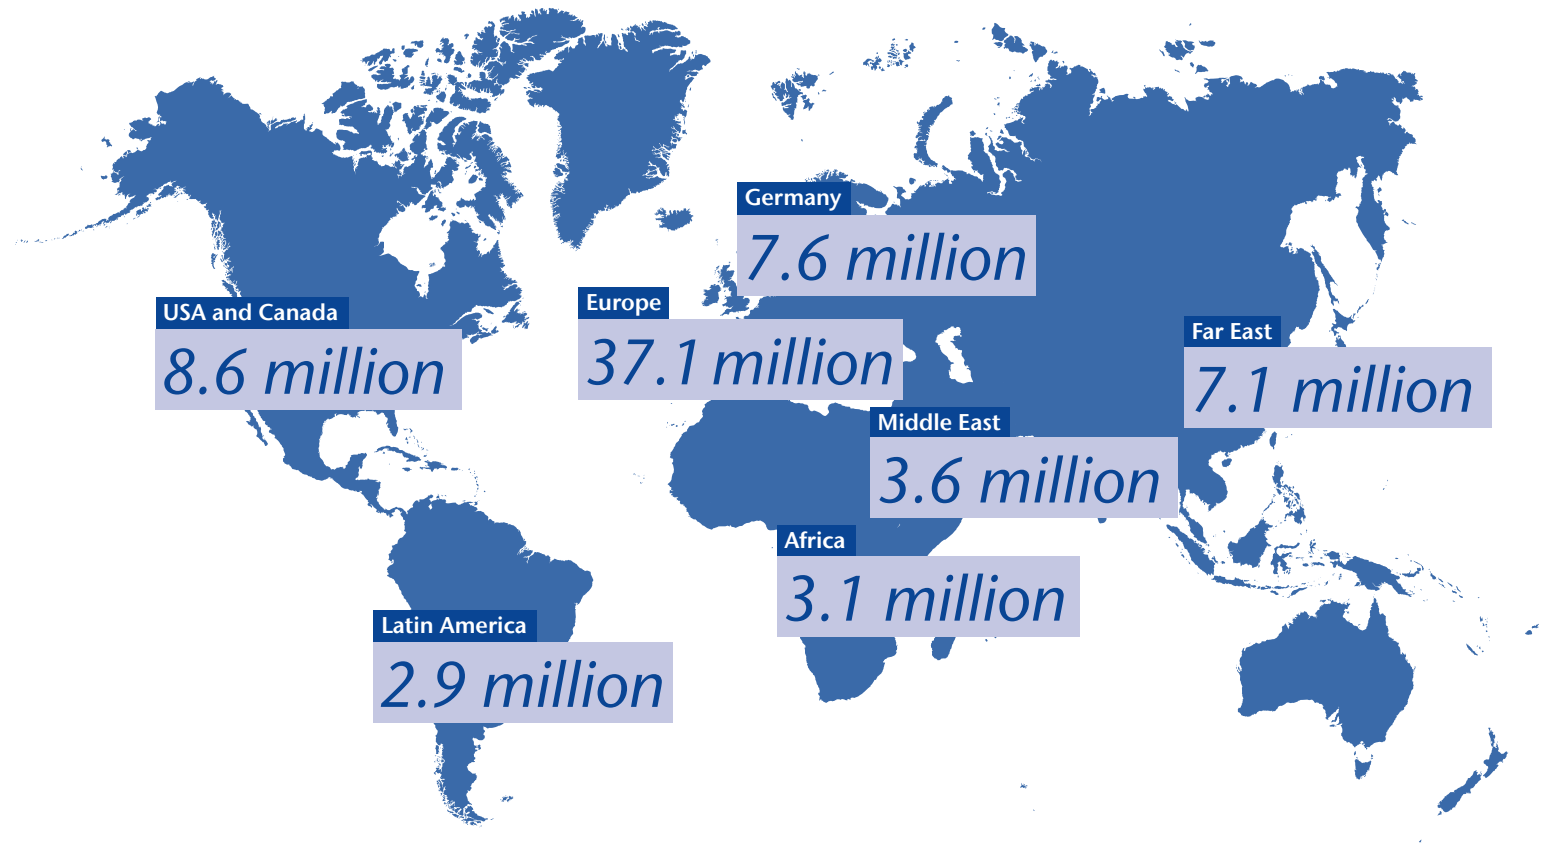 Germany
7.6 million
Europe
37.1 million
USA and Canada
8.6 million
Far East
7.1 million
Middle East
3.6 million
Africa
3.1 million
Latin America
2.9 million